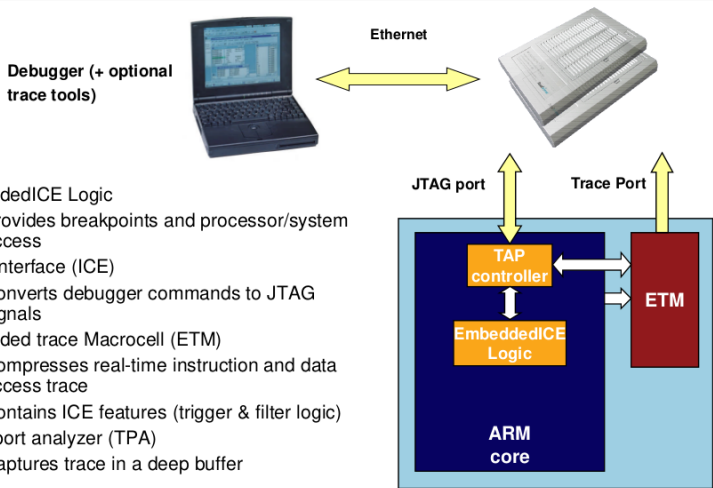 Ethernet
Debugger (+ optional
trace tools)
JTAG port
Trace Port
ddedICE Logic
rovides breakpoints and processor/system
ccess
nterface (ICE)
onverts debugger commands to JTAG
gnals
ded trace Macrocell (ETM)
ompresses real-time instruction and data
ccess trace
ontains ICE features (trigger & filter logic)
ort analyzer (TPA)
aptures trace in a deep buffer
TAP
controller
ETM
EmbeddedICE
Logic
ARM
core